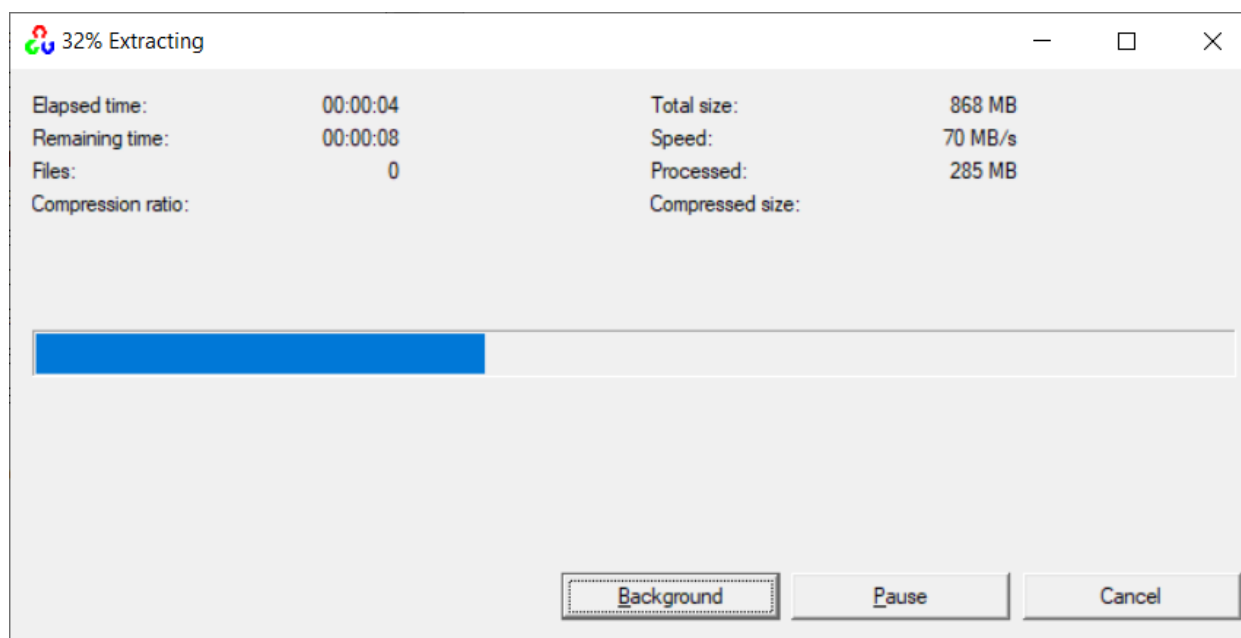 32% Extracting
Elapsed time: 00:00:04 Total size: 868 MB
Remaining time: 00:00:08 Speed: 70 MB/s
Files: 0 Processed: 285 MB
Compression ratio: Compressed size:
Background Pause Cancel